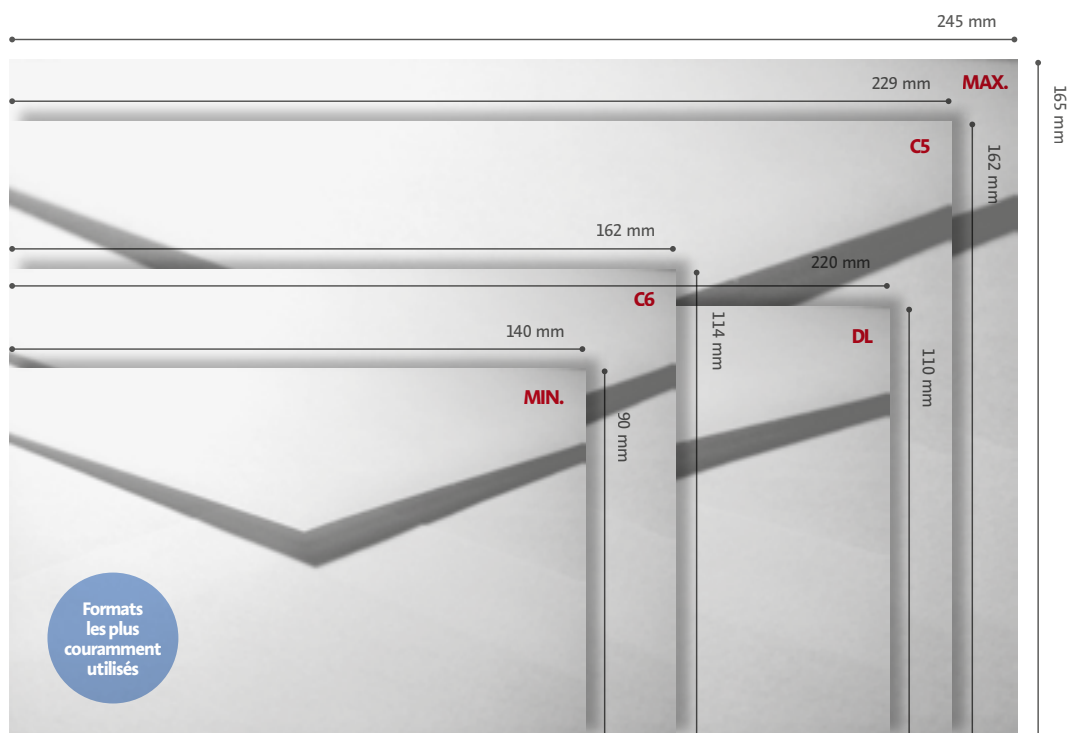 245 mm
MAX.
165 mm
229 mm
C5
162 mm
162 mm
C6
114 mm
220 mm
DL
110 mm
140 mm
MIN.
90 mm
Formats
les plus
couramment
utilisés